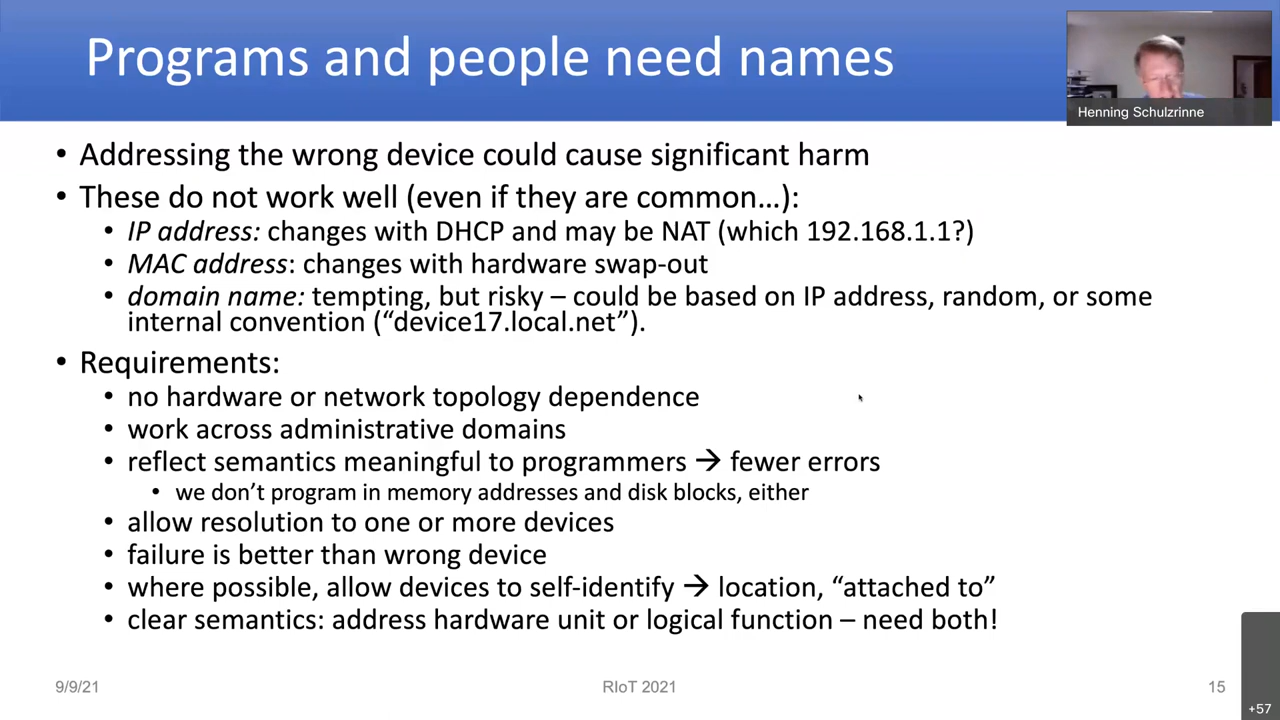 Programs and people need names
Henning Schulzrinne
• Addressing the wrong device could cause significant harm
• These do not work well (even if they are common…):
• IP address: changes with DHCP and may be NAT (which 192.168.1.1?)
• MAC address: changes with hardware swap-out
• domain name: tempting, but risky – could be based on IP address, random, or some
internal convention (“device17.local.net”).
• Requirements:
• no hardware or network topology dependence
• work across administrative domains
• reflect semantics meaningful to programmers → fewer errors
• we don’t program in memory addresses and disk blocks, either
• allow resolution to one or more devices
• failure is better than wrong device
• where possible, allow devices to self-identify → location, “attached to”
• clear semantics: address hardware unit or logical function – need both!
9/9/21
RIoT 2021
15
+57